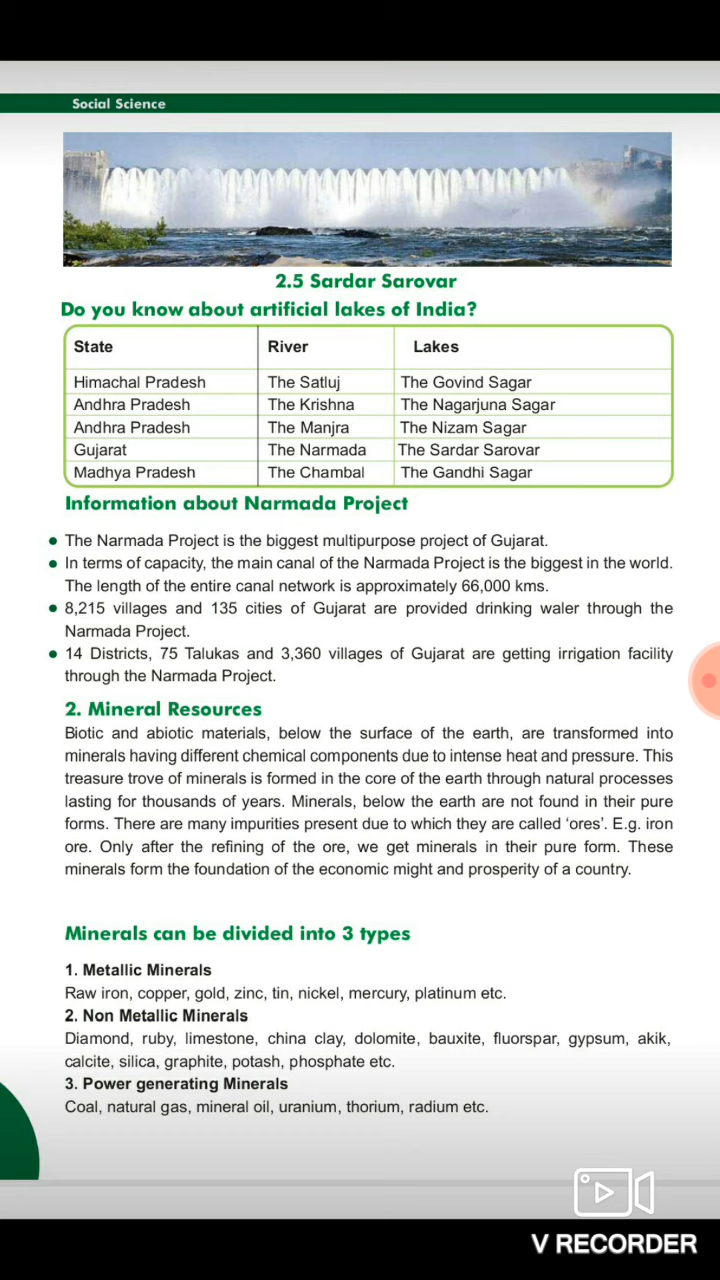 Social Science
2.5 Sardar Sarovar
Do you know about artificial lakes of India?
State River Lakes
Himachal Pradesh The Satluj The Govind Sagar
Andhra Pradesh The Krishna The Nagarjuna Sagar
Andhra Pradesh The Manjra The Nizam Sagar
Gujarat The Narmada The Sardar Sarovar
Madhya Pradesh The Chambal The Gandhi Sagar
Information about Narmada Project
• The Narmada Project is the biggest multipurpose project of Gujarat.
• In terms of capacity, the main canal of the Narmada Project is the biggest in the world.
The length of the entire canal network is approximately 66,000 kms.
• 8,215 villages and 135 cities of Gujarat are provided drinking waler through the
Narmada Project.
• 14 Districts, 75 Talukas and 3,360 villages of Gujarat are getting irrigation facility
through the Narmada Project.
2. Mineral Resources
Biotic and abiotic materials, below the surface of the earth, are transformed into
minerals having different chemical components due to intense heat and pressure. This
treasure trove of minerals is formed in the core of the earth through natural processes
lasting for thousands of years. Minerals, below the earth are not found in their pure
forms. There are many impurities present due to which they are called ‘ores’. E.g. iron
ore. Only after the refining of the ore, we get minerals in their pure form. These
minerals form the foundation of the economic might and prosperity of a country.
Minerals can be divided into 3 types
1. Metallic Minerals
Raw iron, copper, gold, zinc, tin, nickel, mercury, platinum etc.
2. Non Metallic Minerals
Diamond, ruby, limestone, china clay, dolomite, bauxite, fluorspar, gypsum, akik,
calcite, silica, graphite, potash, phosphate etc.
3. Power generating Minerals
Coal, natural gas, mineral oil, uranium, thorium, radium etc.
V RECORDER